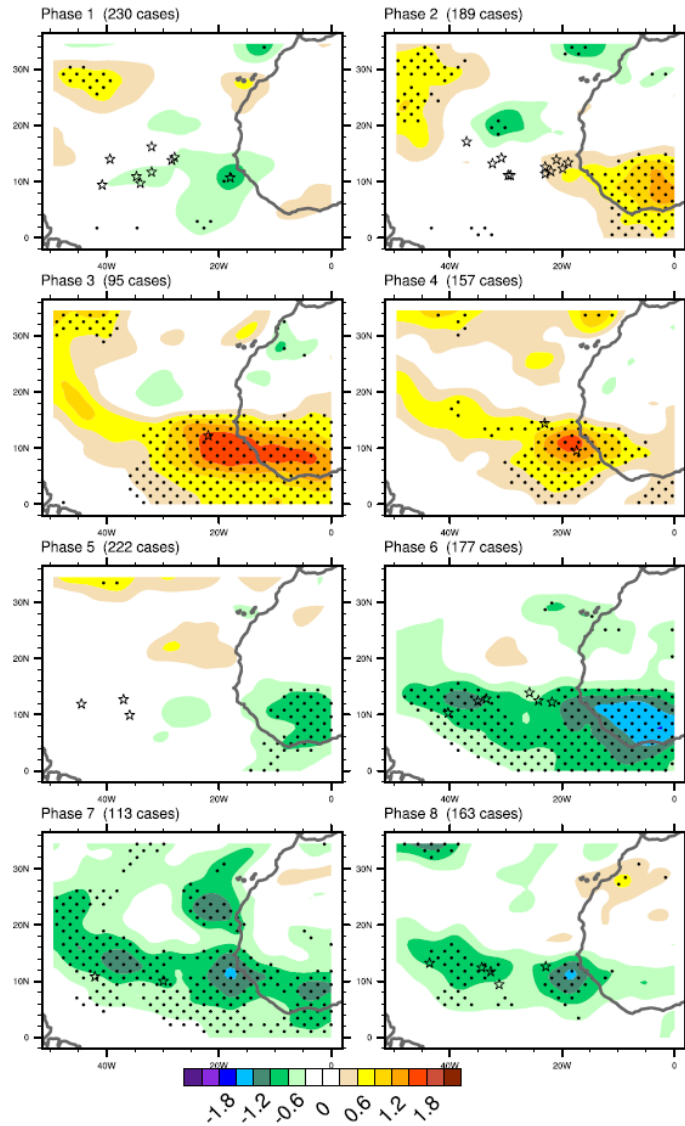 Phase 1 (230 cases)
Phase 2 (189 cases)
30N
20N
10N
0
40W
20W
0
30N
20N
10N
0
40W
20W
0
Phase 3 (95 cases)
Phase 4 (157 cases)
30N
20N
10N
0
40W
20W
0
30N
20N
10N
0
40W
20W
0
Phase 5 (222 cases)
Phase 6 (177 cases)
30N
20N
10N
0
40W
20W
0
30N
20N
10N
0
40W
20W
0
Phase 7 (113 cases)
Phase 8 (163 cases)
30N
20N
10N
0
40W
20W
0
30N
20N
10N
0
40W
20W
0
-1.8 -1.2 -0.6 0 0.6 1.2 1.8